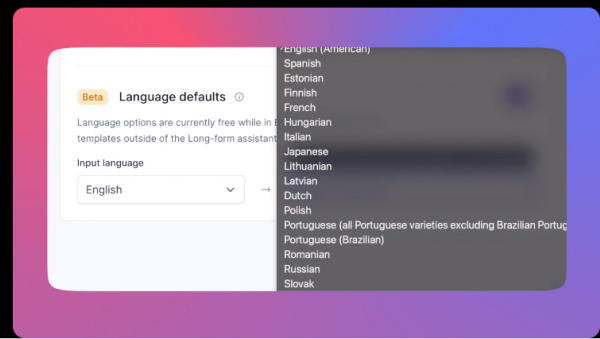 Beta Language defaults
Language options are currently free while in
templates outside of the Long-form assistant
Input language
English
→
English (American)
Spanish
Estonian
Finnish
French
Hungarian
Italian
Japanese
Lithuanian
Latvian
Dutch
Polish
Portuguese (all Portuguese varieties excluding Brazilian Portug
Portuguese (Brazilian)
Romanian
Russian
Slovak